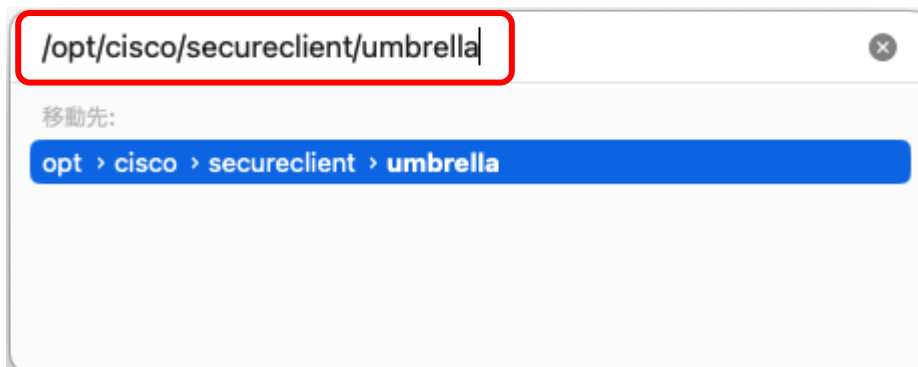 /opt/cisco/secureclient/umbrella
移動先:
opt › cisco › secureclient › umbrella